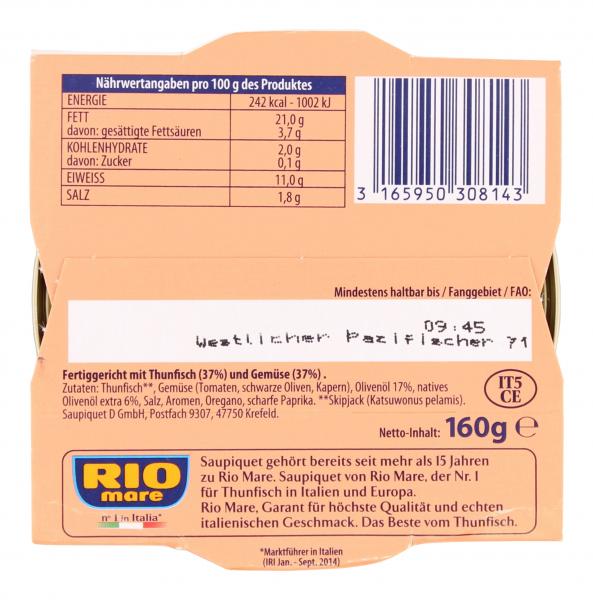 Nährwertangaben pro 100 g des Produktes
ENERGIE 242 kcal - 1002 kJ
FETT 21,0 g
davon: gesättigte Fettsäuren 3,7 g
KOHLENHYDRATE 2,0 g
davon: Zucker 0,1 g
EIWEISS 11,0 g
SALZ 1,8 g
3 165950 308143
Mindestens haltbar bis / Fanggebiet / FAO:
09:45
Westlicher Pazifischer 71
Fertiggericht mit Thunfisch (37%) und Gemüse (37%) .
Zutaten: Thunfisch**, Gemüse (Tomaten, schwarze Oliven, Kapern), Olivenöl 17%, natives
Olivenöl extra 6%, Salz, Aromen, Oregano, scharfe Paprika. **Skipjack (Katsuwonus pelamis).
Saupiquet D GmbH, Postfach 9307, 47750 Krefeld.
IT5
CE
Netto-Inhalt: 160g ℮
RIO
mare
n° 1 in Italia*
Saupiquet gehört bereits seit mehr als 15 Jahren
zu Rio Mare. Saupiquet von Rio Mare, der Nr. 1
für Thunfisch in Italien und Europa.
Rio Mare, Garant für höchste Qualität und echten
italienischen Geschmack. Das Beste vom Thunfisch.
*Marktführer in Italien
(IRI Jan. - Sept. 2014)